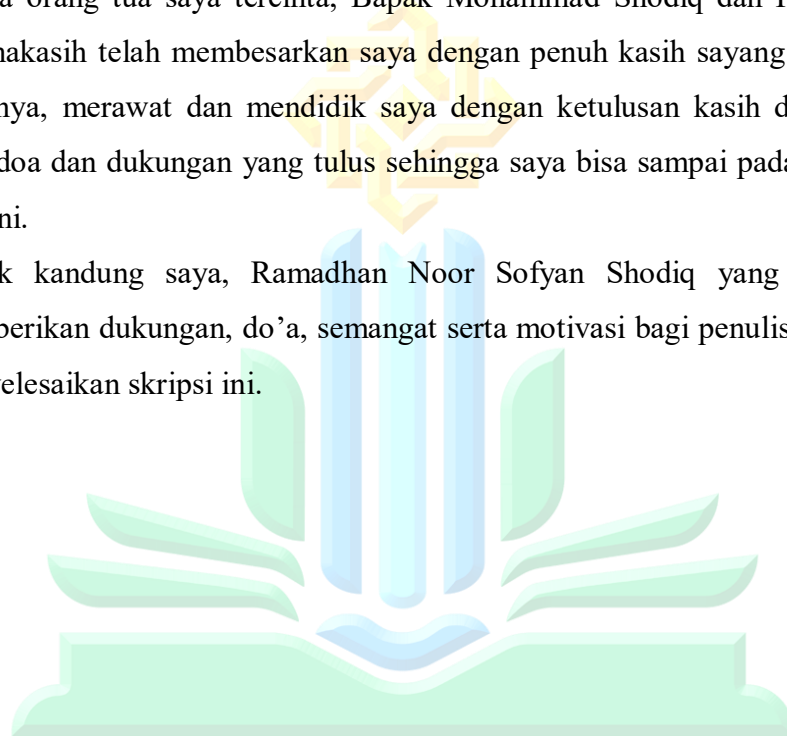 a orang tua saya tercinta, Bapak Mohammad Shodiq dan
makasih telah membesarkan saya dengan penuh kasih sayang
nya, merawat dan mendidik saya dengan ketulusan kasih d
doa dan dukungan yang tulus sehingga saya bisa sampai pada
ni.
k kandung saya, Ramadhan Noor Sofyan Shodiq yang
berikan dukungan, do’a, semangat serta motivasi bagi penulis
elesaikan skripsi ini.